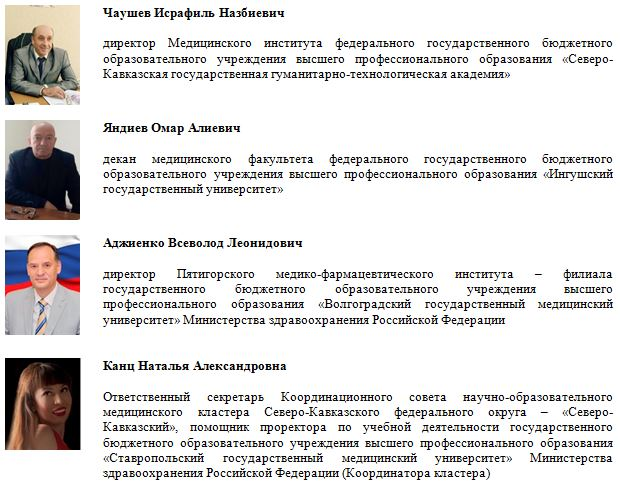 Чаушев Исрафиль Назбиевич
директор Медицинского института федерального государственного бюджетного
образовательного учреждения высшего профессионального образования «Северо-
Кавказская государственная гуманитарно-технологическая академия»
Яндиев Омар Алиевич
декан медицинского факультета федерального государственного бюджетного
образовательного учреждения высшего профессионального образования «Ингушский
государственный университет»
Аджиенко Всеволод Леонидович
директор Пятигорского медико-фармацевтического института – филиала
государственного бюджетного образовательного учреждения высшего
профессионального образования «Волгоградский государственный медицинский
университет» Министерства здравоохранения Российской Федерации
Канц Наталья Александровна
Ответственный секретарь Координационного совета научно-образовательного
медицинского кластера Северо-Кавказского федерального округа – «Северо-
Кавказский», помощник проректора по учебной деятельности государственного
бюджетного образовательного учреждения высшего профессионального образования
«Ставропольский государственный медицинский университет» Министерства
здравоохранения Российской Федерации (Координатора кластера)